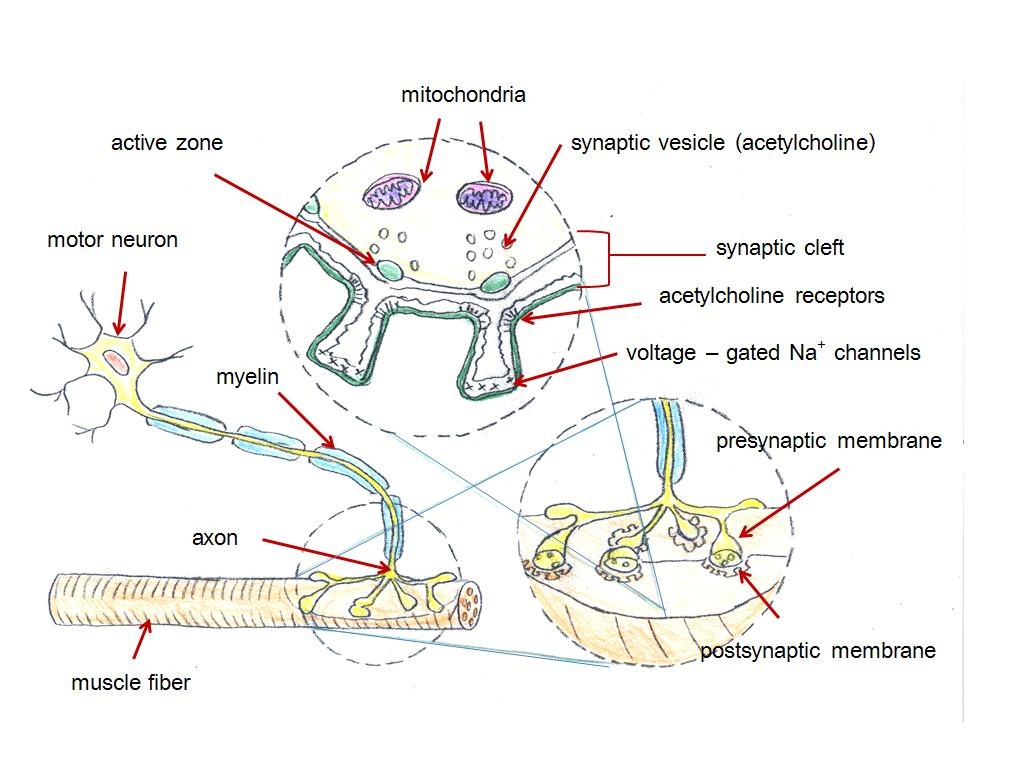 mitochondria
active zone
synaptic vesicle (acetylcholine)
motor neuron
synaptic cleft
acetylcholine receptors
voltage – gated Na⁺ channels
myelin
presynaptic membrane
axon
postsynaptic membrane
muscle fiber